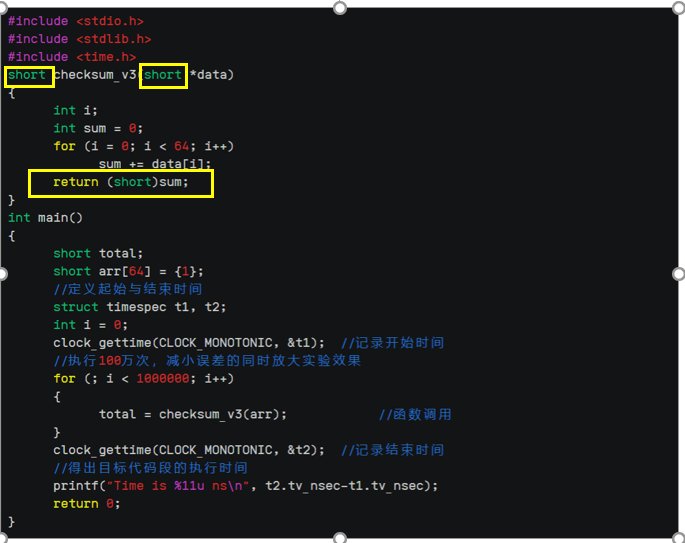 #include <stdio.h>
#include <stdlib.h>
#include <time.h>
short checksum_v3(short *data)
{
int i;
int sum = 0;
for (i = 0; i < 64; i++)
sum += data[i];
return (short)sum;
}
int main()
{
short total;
short arr[64] = {1};
//定义起始与结束时间
struct timespec t1, t2;
int i = 0;
clock_gettime(CLOCK_MONOTONIC, &t1); //记录开始时间
//执行100万次, 减小误差的同时放大实验效果
for (; i < 1000000; i++)
{
total = checksum_v3(arr); //函数调用
}
clock_gettime(CLOCK_MONOTONIC, &t2); //记录结束时间
//得出目标代码段的执行时间
printf("Time is %11u ns\n", t2.tv_nsec-t1.tv_nsec);
return 0;
}